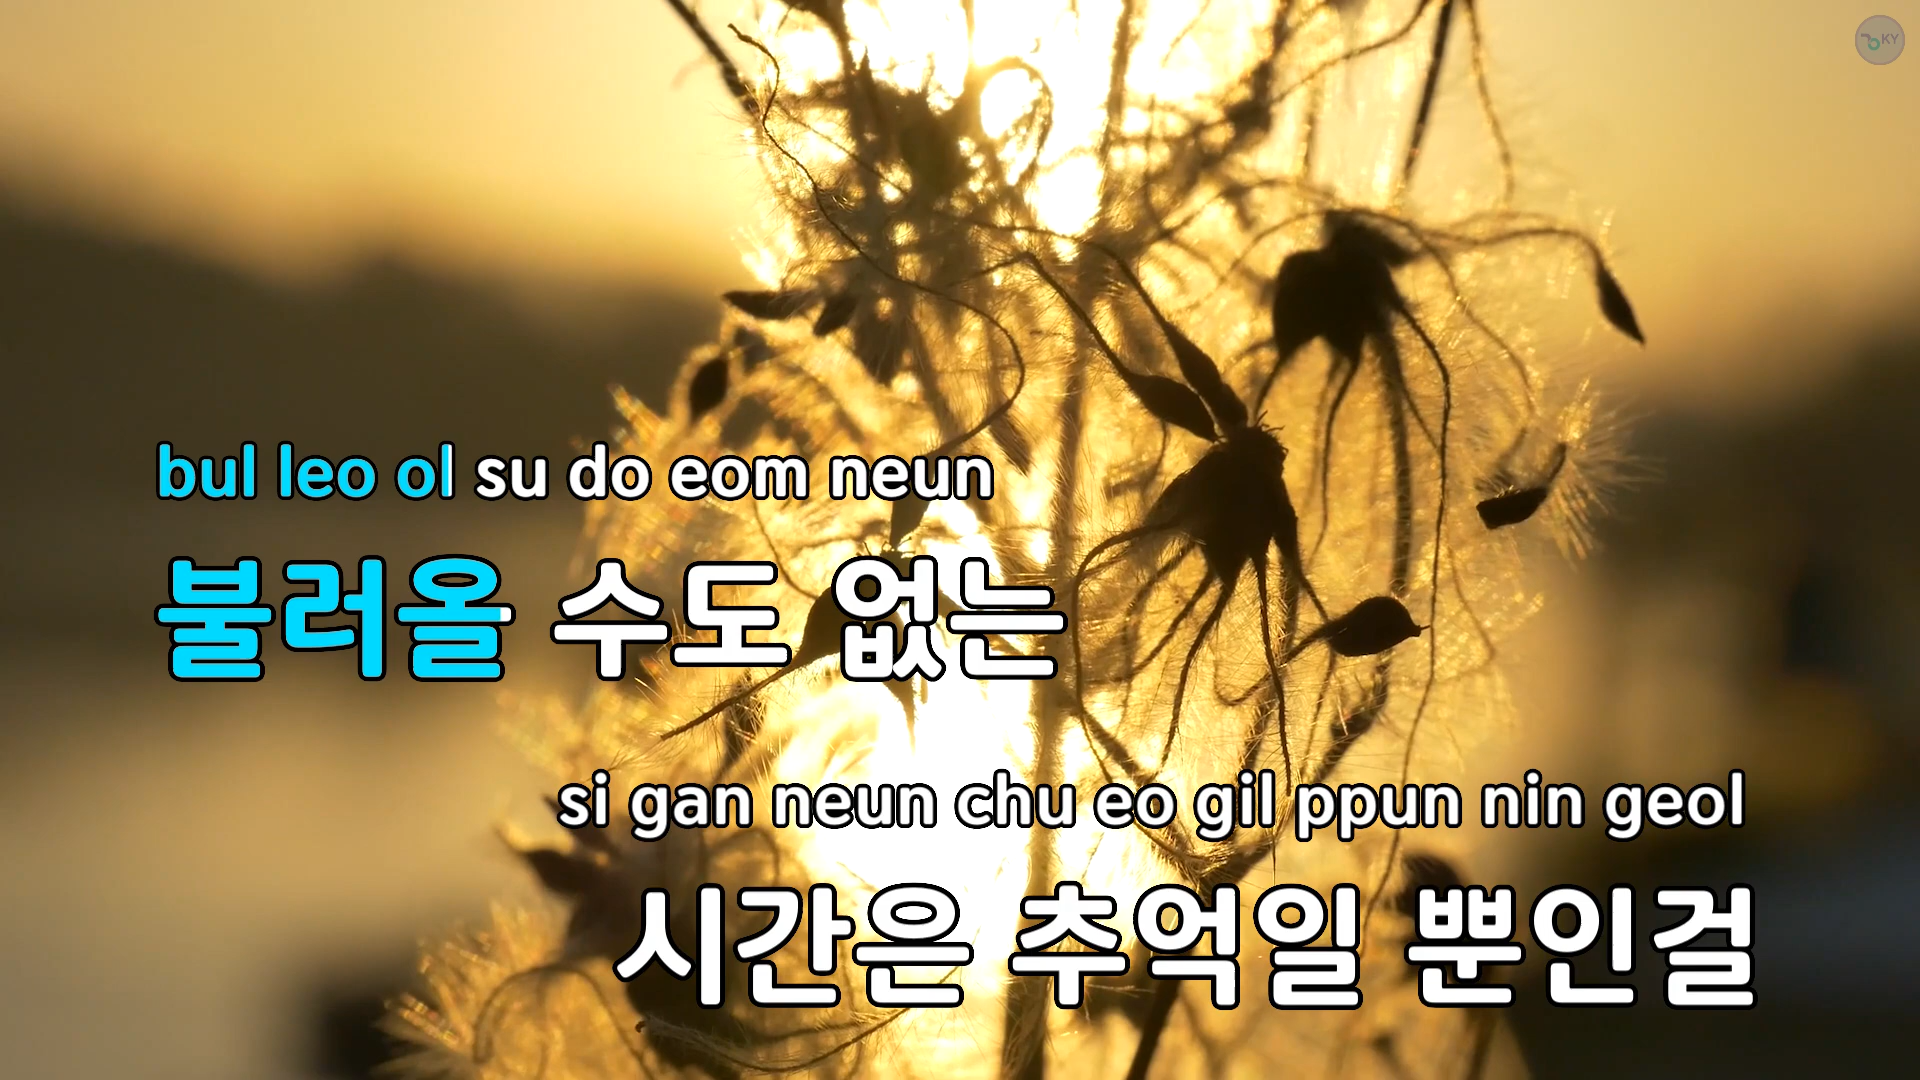 KY
bul leo ol su do eom neun
불러올 수도 없는
si gan neun chu eo gil ppun nin geol
시간은 추억일 뿐인걸